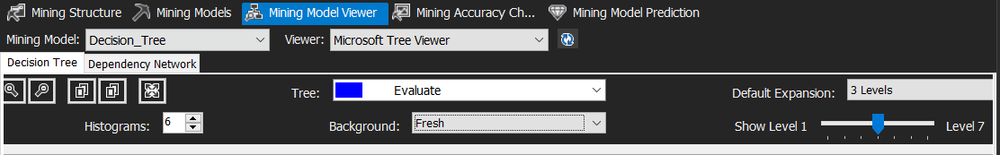 Mining Structure Mining Models Mining Model Viewer Mining Accuracy Ch... Mining Model Prediction
Mining Model: Decision_Tree Viewer: Microsoft Tree Viewer
Decision Tree Dependency Network
Tree: Evaluate Default Expansion: 3 Levels
Histograms: 6 Background: Fresh Show Level 1 Level 7